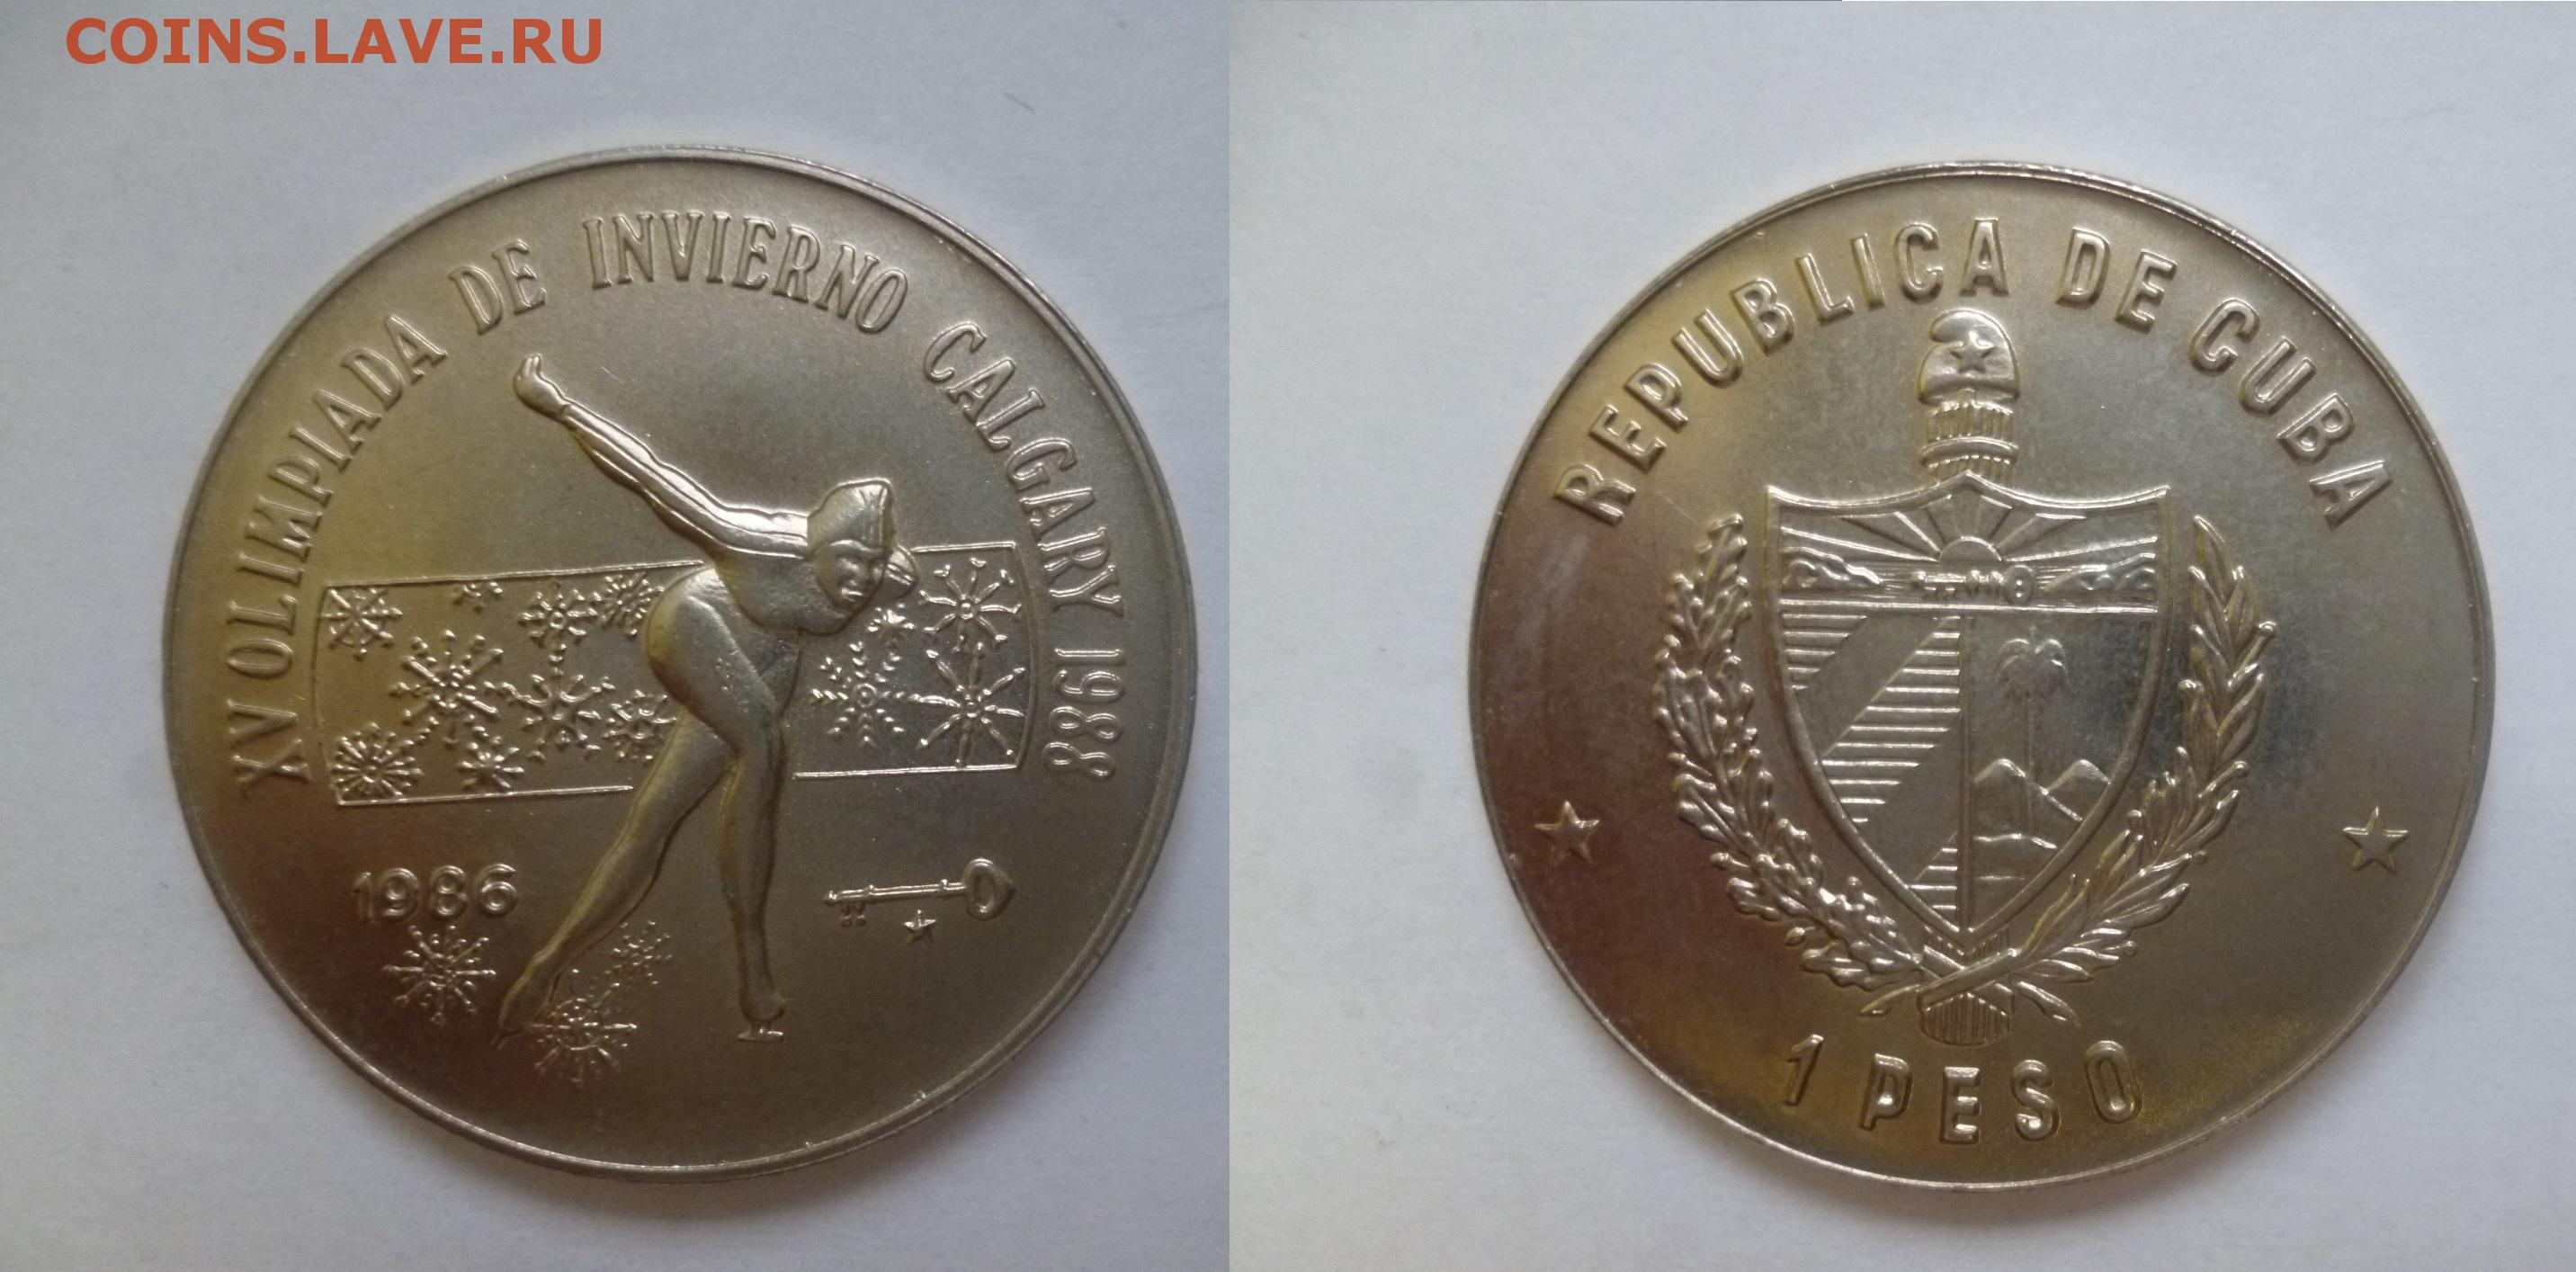 COINS.LAVE.RU
XV OLIMPIADA DE INVIERNO CALGARY 1988
1986
REPUBLICA DE CUBA
1 PESO